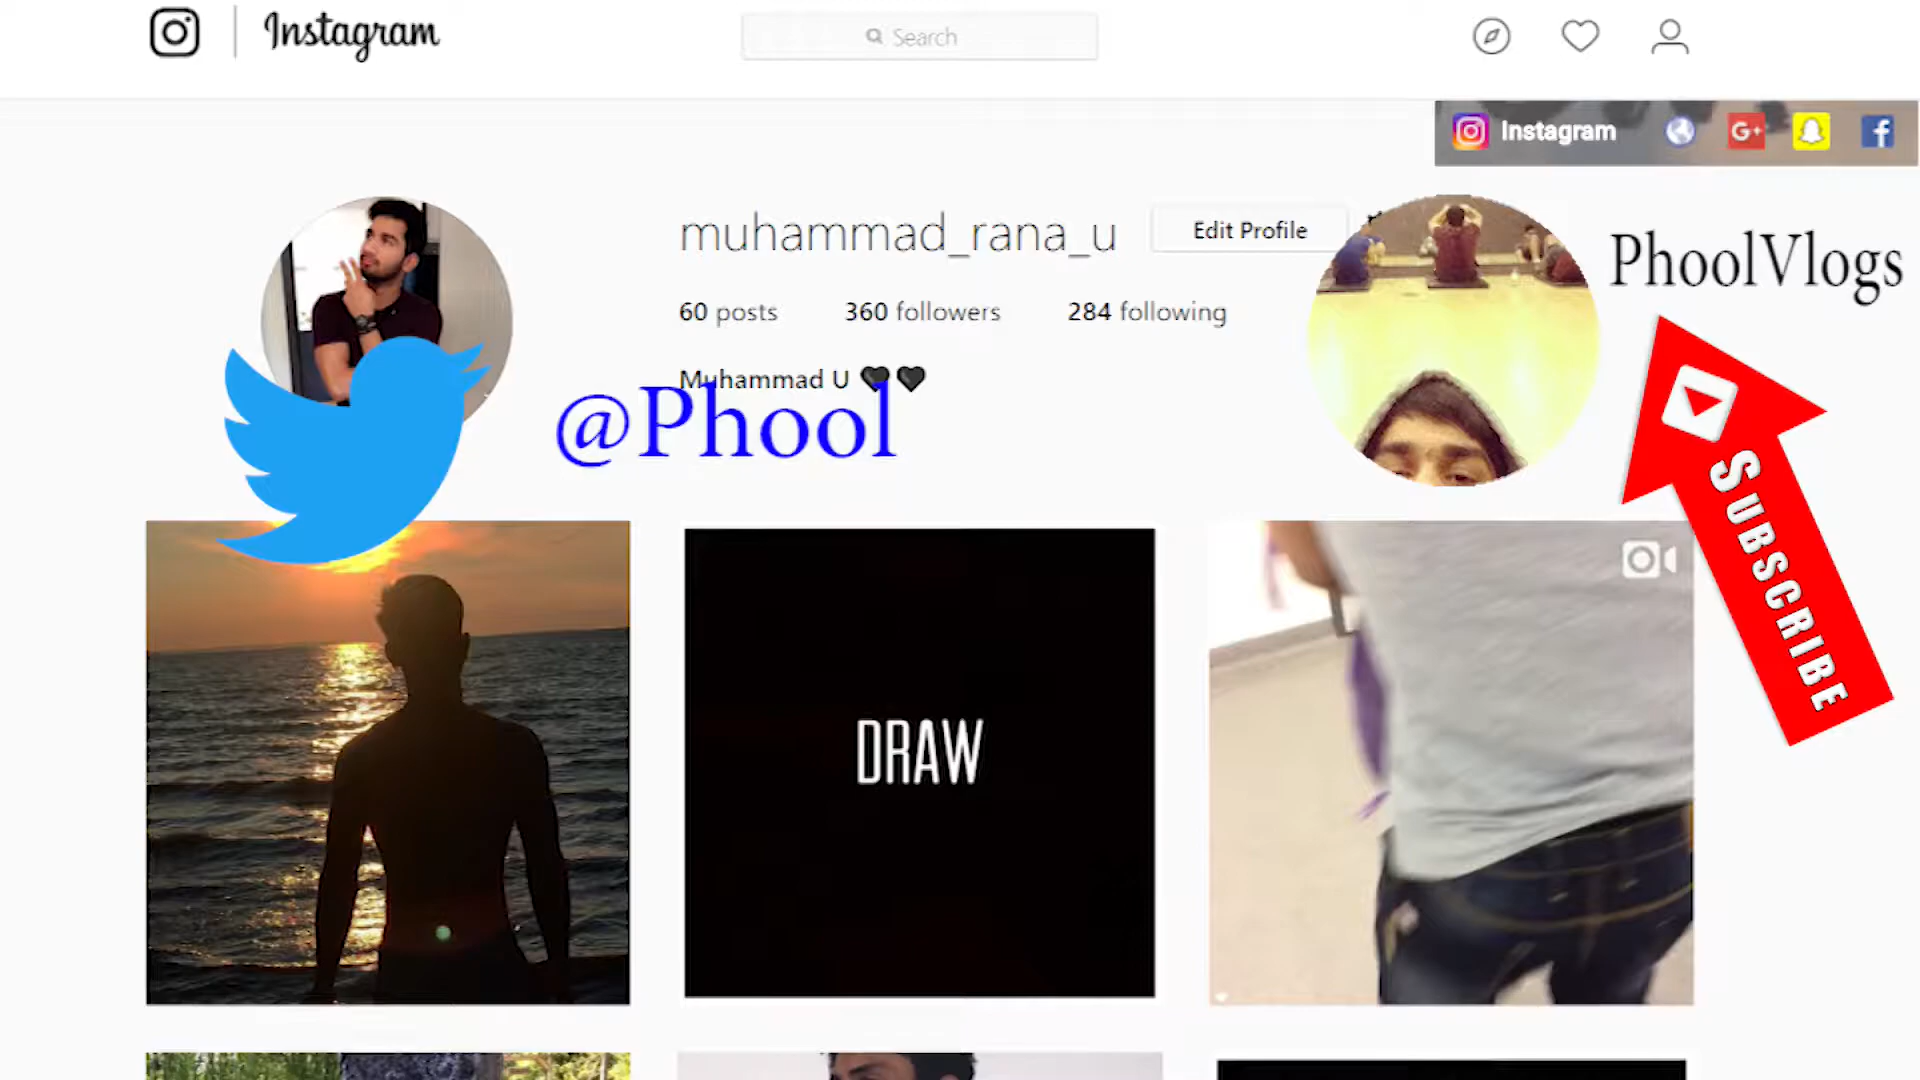 Instagram
Search
Instagram
G+
f
muhammad_rana_u
Edit Profile
PhoolVlogs
60 posts 360 followers 284 following
Muhammad U 🖤🖤
@Phool
SUBSCRIBE
DRAW